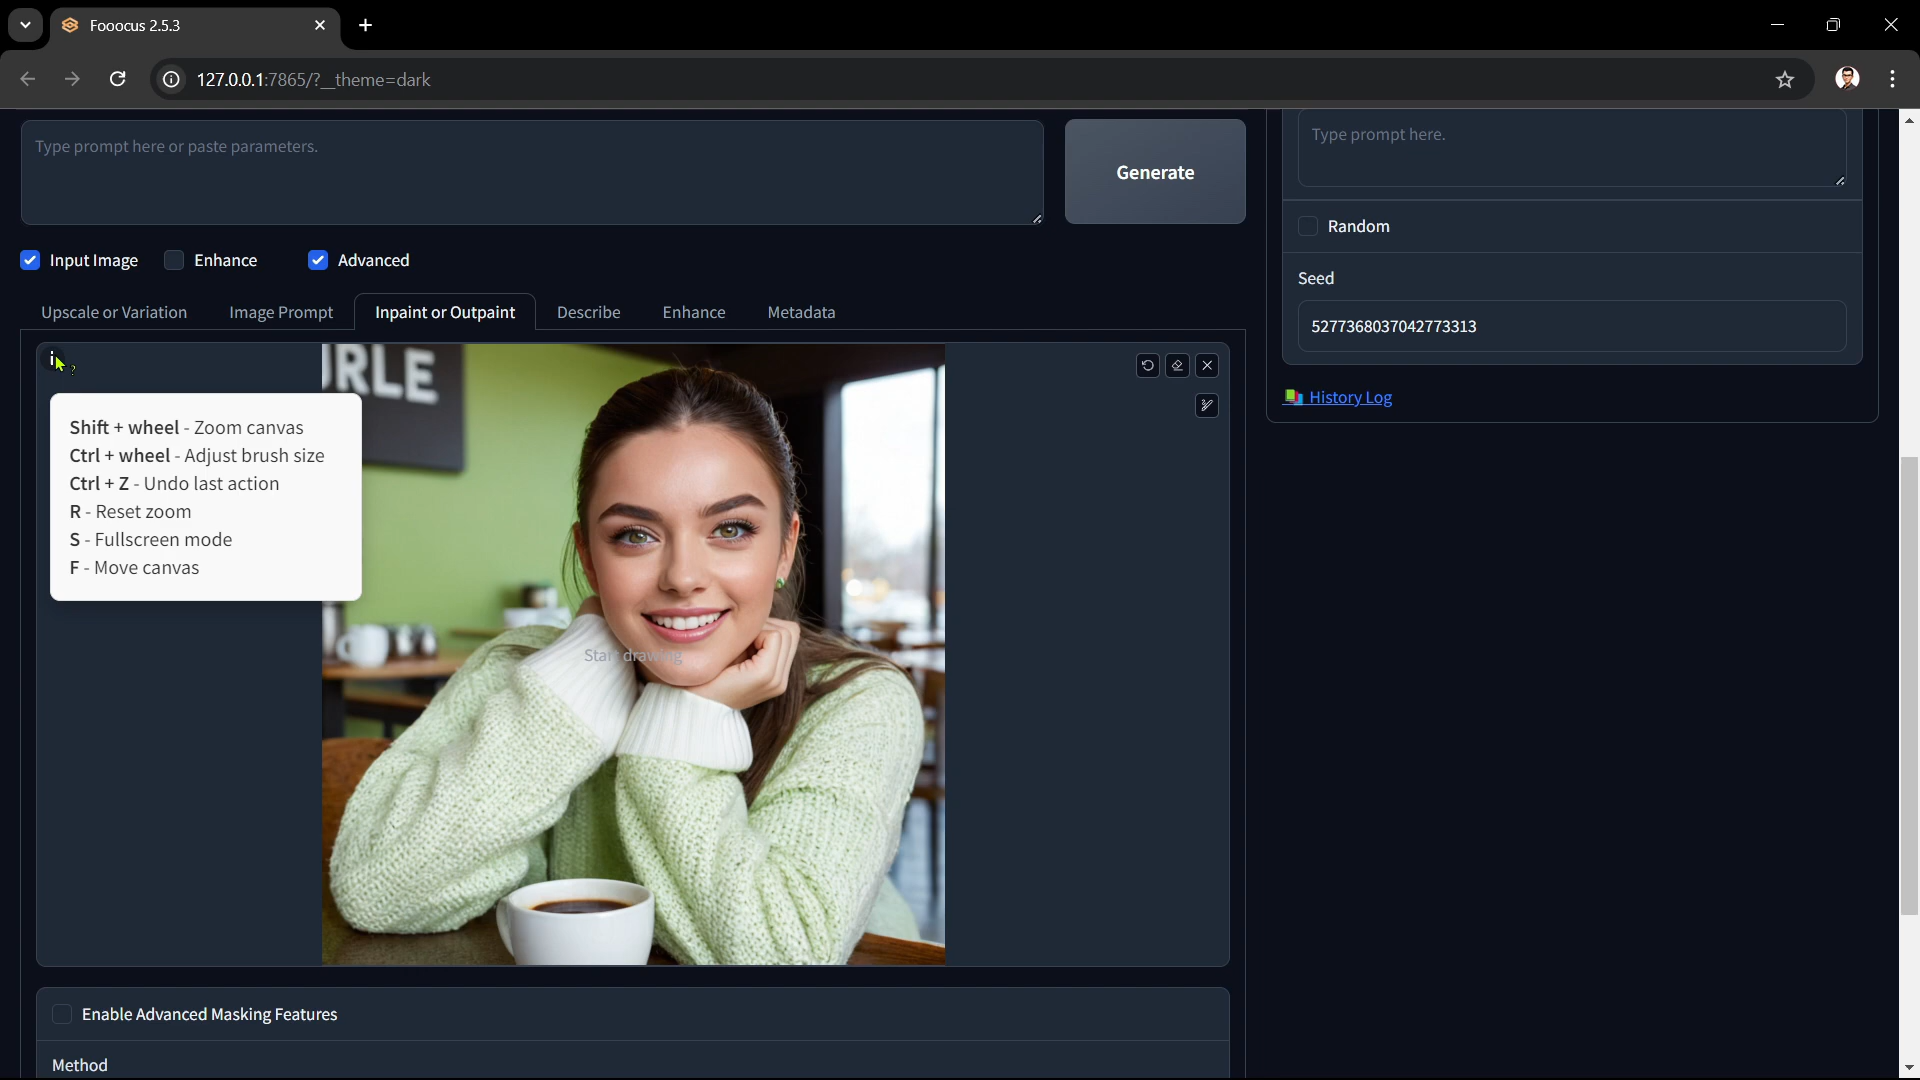 Fooocus 2.5.3
127.0.0.1:7865/?__theme=dark
Type prompt here or paste parameters.
Generate
Input Image
Enhance
Advanced
Upscale or Variation
Image Prompt
Inpaint or Outpaint
Describe
Enhance
Metadata
i
?
Shift + wheel - Zoom canvas
Ctrl + wheel - Adjust brush size
Ctrl + Z - Undo last action
R - Reset zoom
S - Fullscreen mode
F - Move canvas
URLE
Start drawing
Enable Advanced Masking Features
Method
Type prompt here.
Random
Seed
5277368037042773313
History Log